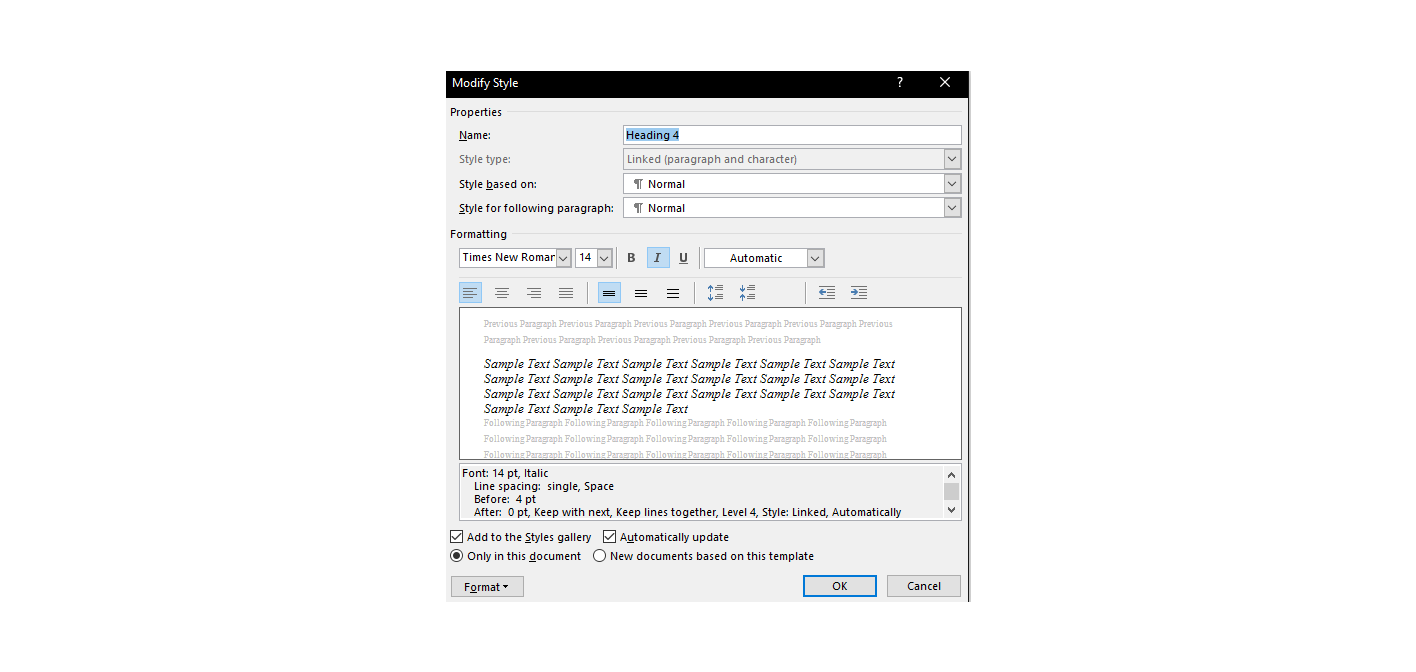 Modify Style ?
Properties
Name: Heading 4
Style type: Linked (paragraph and character)
Style based on: ¶ Normal
Style for following paragraph: ¶ Normal
Formatting
Times New Roman 14 B I U Automatic
Previous Paragraph Previous Paragraph Previous Paragraph Previous Paragraph Previous Paragraph Previous
Paragraph Previous Paragraph Previous Paragraph Previous Paragraph Previous Paragraph
Sample Text Sample Text Sample Text Sample Text Sample Text Sample Text
Sample Text Sample Text Sample Text Sample Text Sample Text Sample Text
Sample Text Sample Text Sample Text Sample Text Sample Text Sample Text
Sample Text Sample Text Sample Text
Following Paragraph Following Paragraph Following Paragraph Following Paragraph Following Paragraph
Following Paragraph Following Paragraph Following Paragraph Following Paragraph Following Paragraph
Following Paragraph Following Paragraph Following Paragraph Following Paragraph Following Paragraph
Font: 14 pt, Italic
Line spacing: single, Space
Before: 4 pt
After: 0 pt, Keep with next, Keep lines together, Level 4, Style: Linked, Automatically
Add to the Styles gallery Automatically update
Only in this document New documents based on this template
Format OK Cancel